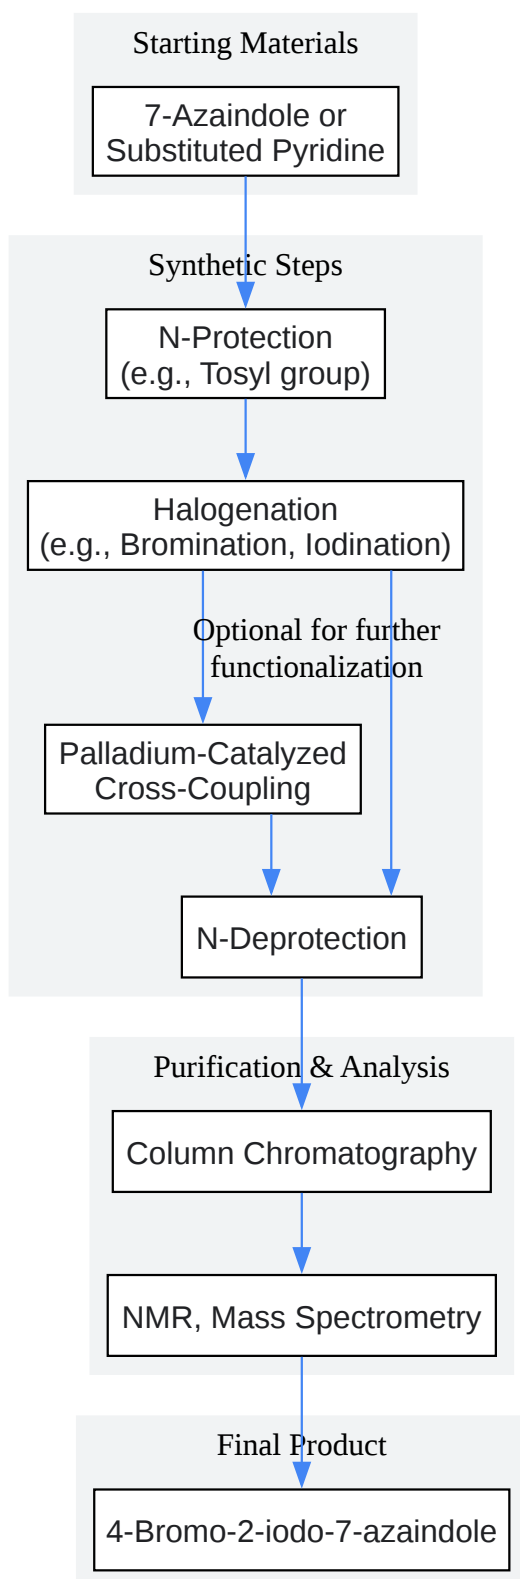 Starting Materials
7-Azaindole or
Substituted Pyridine
Synthetic Steps
N-Protection
(e.g., Tosyl group)
Halogenation
(e.g., Bromination, Iodination)
Optional for further
functionalization
Palladium-Catalyzed
Cross-Coupling
N-Deprotection
Purification & Analysis
Column Chromatography
NMR, Mass Spectrometry
Final Product
4-Bromo-2-iodo-7-azaindole